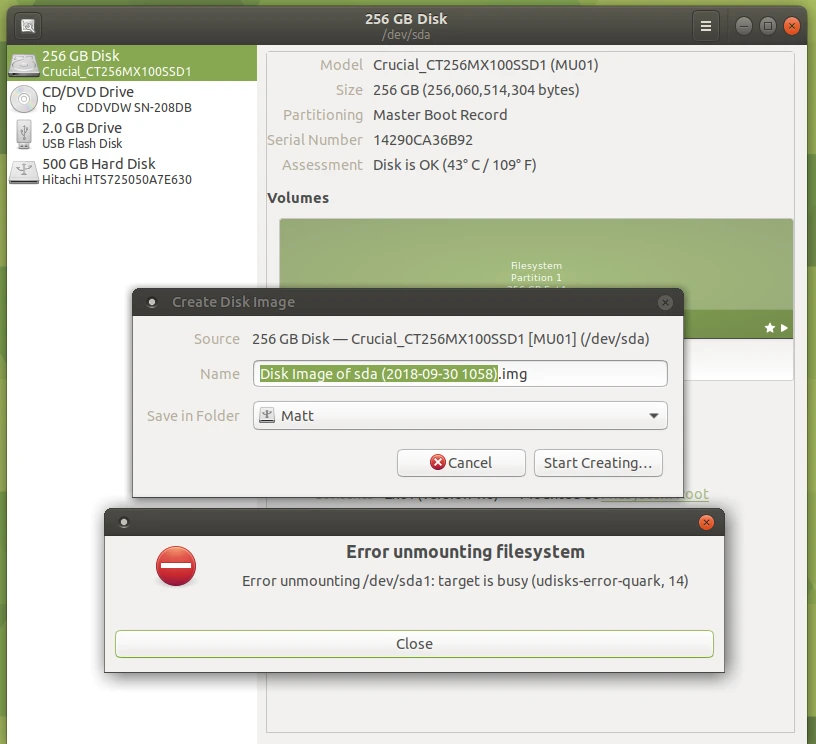 256 GB Disk
/dev/sda
256 GB Disk
Crucial_CT256MX100SSD1
CD/DVD Drive
hp CDDVDW SN-208DB
2.0 GB Drive
USB Flash Disk
500 GB Hard Disk
Hitachi HTS725050A7E630
Model Crucial_CT256MX100SSD1 (MU01)
Size 256 GB (256,060,514,304 bytes)
Partitioning Master Boot Record
Serial Number 14290CA36B92
Assessment Disk is OK (43° C / 109° F)
Volumes
Filesystem
Partition 1
Create Disk Image
Source 256 GB Disk — Crucial_CT256MX100SSD1 [MU01] (/dev/sda)
Name Disk Image of sda (2018-09-30 1058).img
Save in Folder Matt
Cancel Start Creating…
Error unmounting filesystem
Error unmounting /dev/sda1: target is busy (udisks-error-quark, 14)
Close